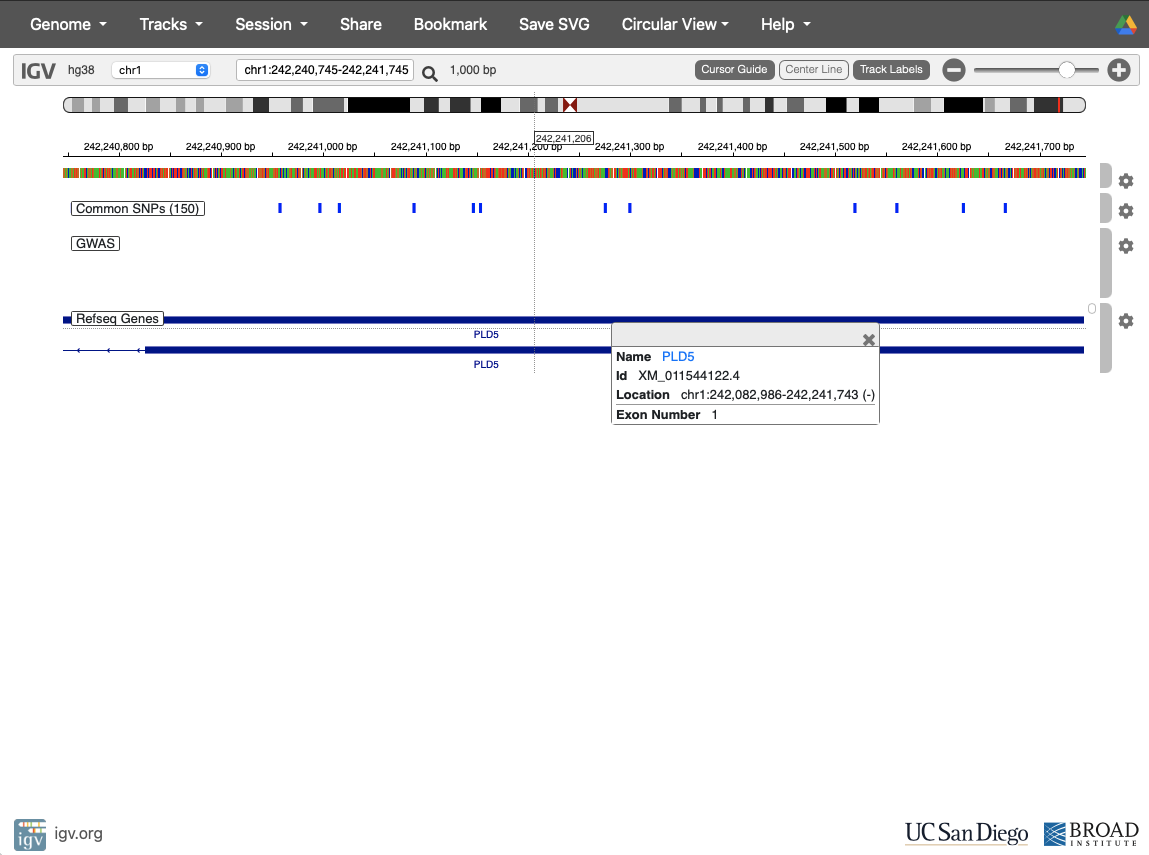 Genome Tracks Session Share Bookmark Save SVG Circular View Help
IGV hg38 chr1 chr1:242,240,745-242,241,745 1,000 bp Cursor Guide Center Line Track Labels
242,241,206
242,240,800 bp 242,240,900 bp 242,241,000 bp 242,241,100 bp 242,241,200 bp 242,241,300 bp 242,241,400 bp 242,241,500 bp 242,241,600 bp 242,241,700 bp
Common SNPs (150)
GWAS
Refseq Genes
PLD5
PLD5
Name PLD5
Id XM_011544122.4
Location chr1:242,082,986-242,241,743 (-)
Exon Number 1
igv igv.org UC San Diego BROAD
INSTITUTE